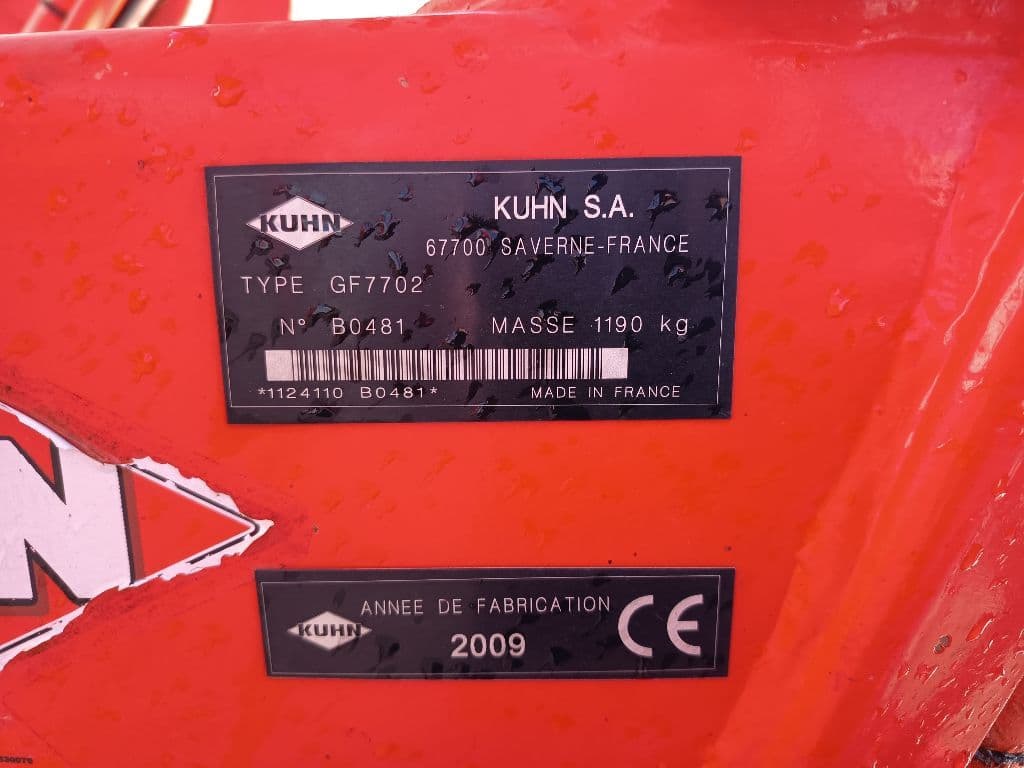 KUHN
KUHN S.A.
67700 SAVERNE-FRANCE
TYPE GF7702
N° B0481 MASSE 1190 kg
*1124110 B0481*
MADE IN FRANCE
N
KUHN
ANNEE DE FABRICATION
2009
CE